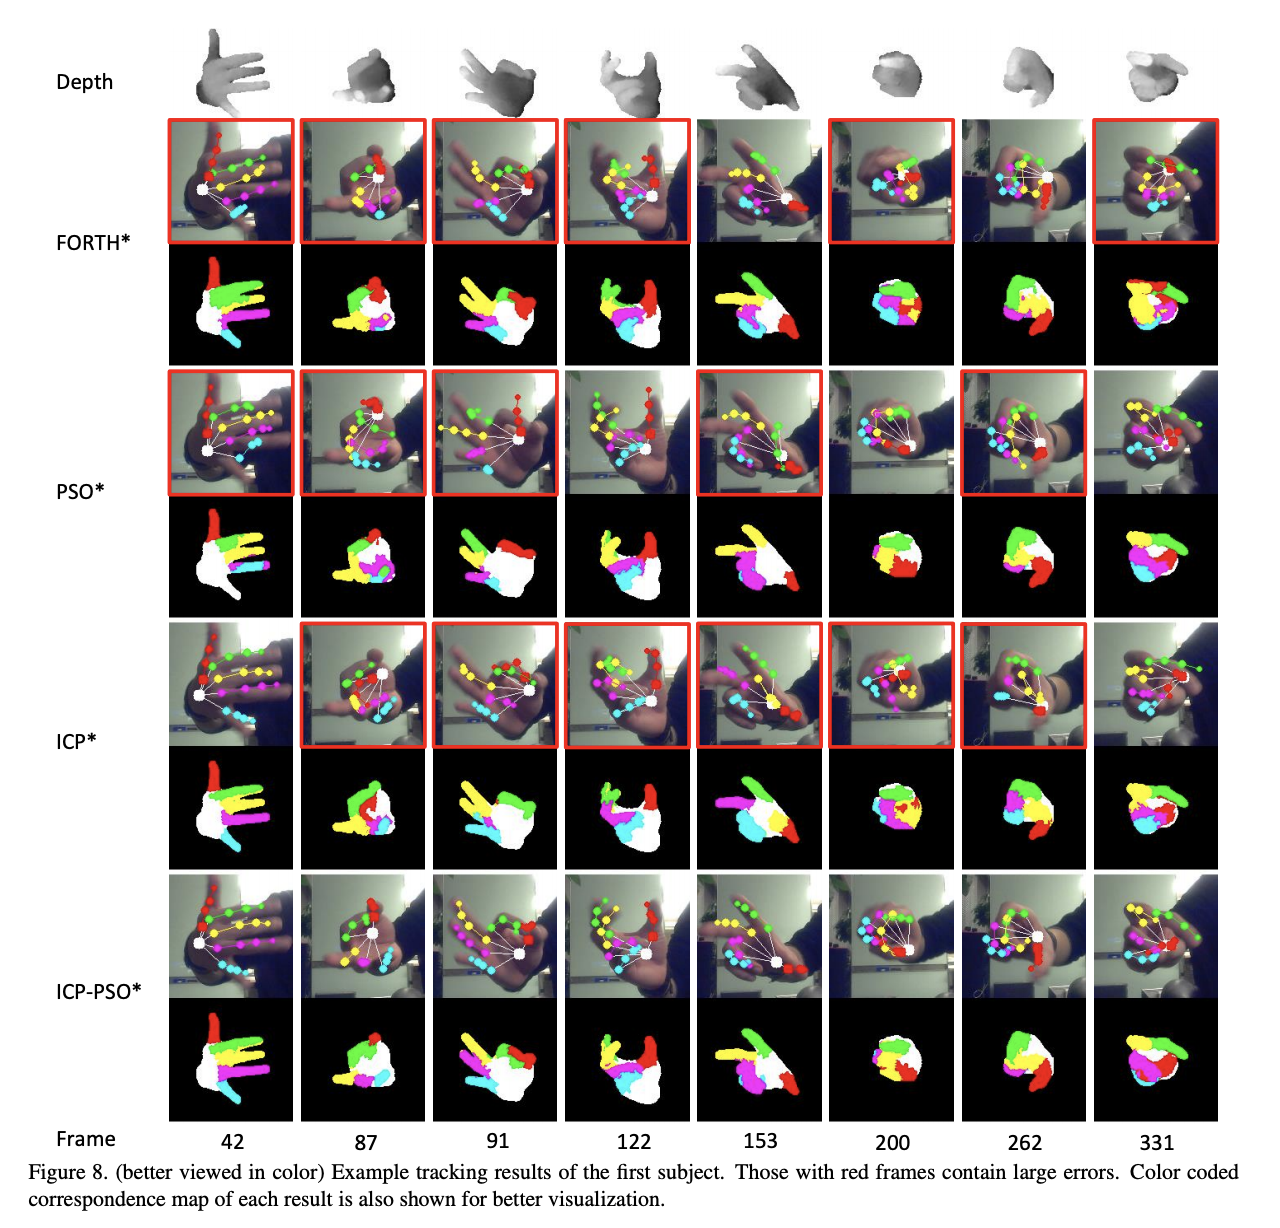 Depth
FORTH*
PSO*
ICP*
ICP-PSO*
Frame 42 87 91 122 153 200 262 331
Figure 8. (better viewed in color) Example tracking results of the first subject. Those with red frames contain large errors. Color coded
correspondence map of each result is also shown for better visualization.